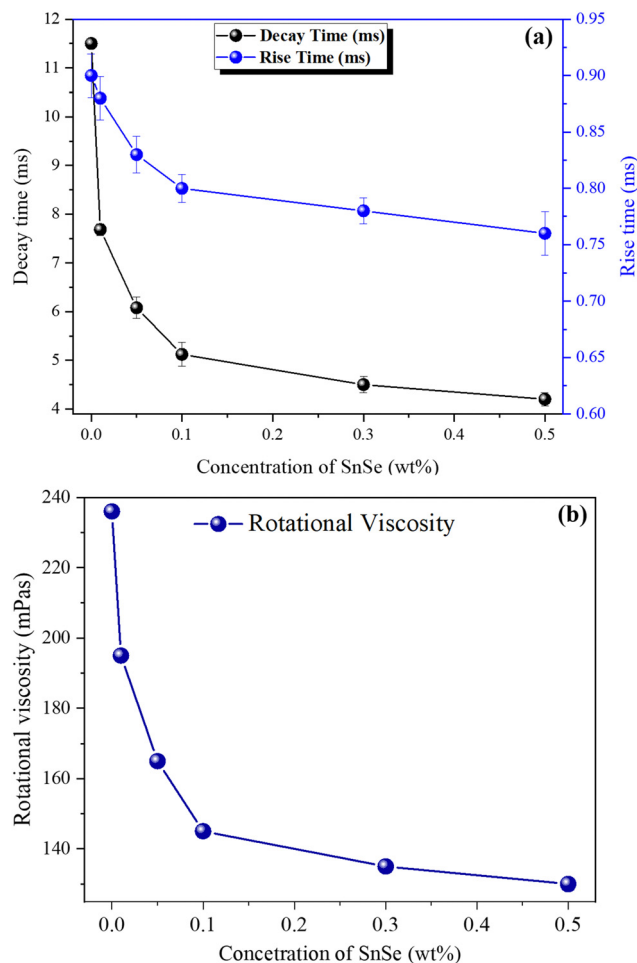 (a)
Decay Time (ms)
Rise Time (ms)
12
11
10
9
8
7
6
5
4
Decay time (ms)
0.95
0.90
0.85
0.80
0.75
0.70
0.65
0.60
Rise time (ms)
0.0 0.1 0.2 0.3 0.4 0.5
Concentration of SnSe (wt%)
(b)
Rotational Viscosity
240
220
200
180
160
140
Rotational viscosity (mPas)
0.0 0.1 0.2 0.3 0.4 0.5
Concetration of SnSe (wt%)